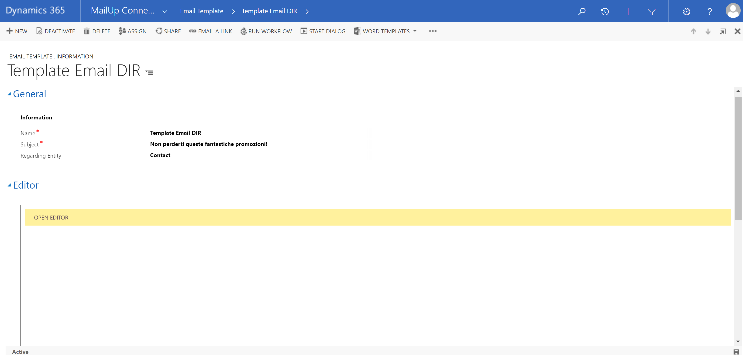 Dynamics 365 MailUp Conne... mail Template Template Email DIR ?
NEW DEACTIVATE DELETE ASSIGN SHARE EMAIL A LINK RUN WORKFLOW START DIALOG WORD TEMPLATES ...
EMAIL TEMPLATE : INFORMATION
Template Email DIR
General
Information
Name* Template Email DIR
Subject* Non perderti queste fantastiche promozioni!
Regarding Entity Contact
Editor
OPEN EDITOR
Active